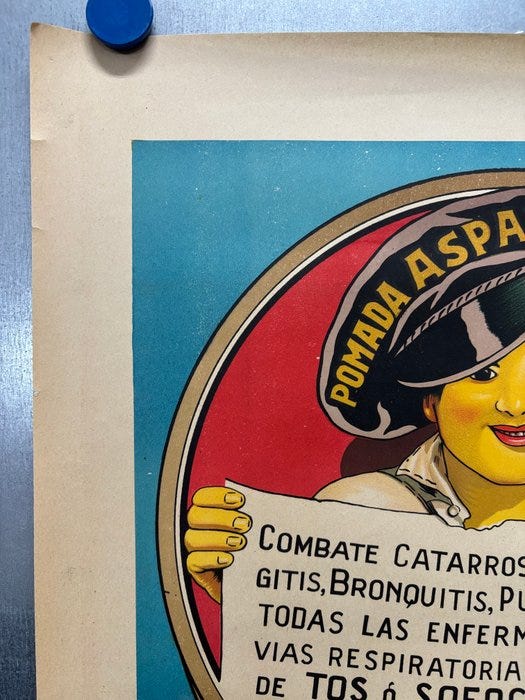 POMADA ASPA
COMBATE CATARROS
GITIS, BRONQUITIS, PU
TODAS LAS ENFERM
VIAS RESPIRATORIA
DE TOS Ó SOFOC